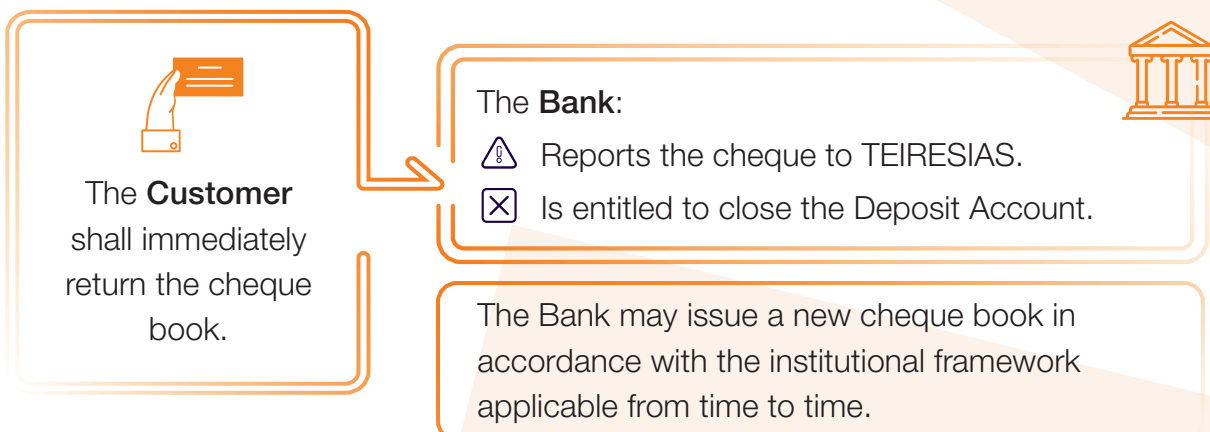 The Customer
shall immediately
return the cheque
book.
The Bank:
Reports the cheque to TEIRESIAS.
Is entitled to close the Deposit Account.
The Bank may issue a new cheque book in
accordance with the institutional framework
applicable from time to time.